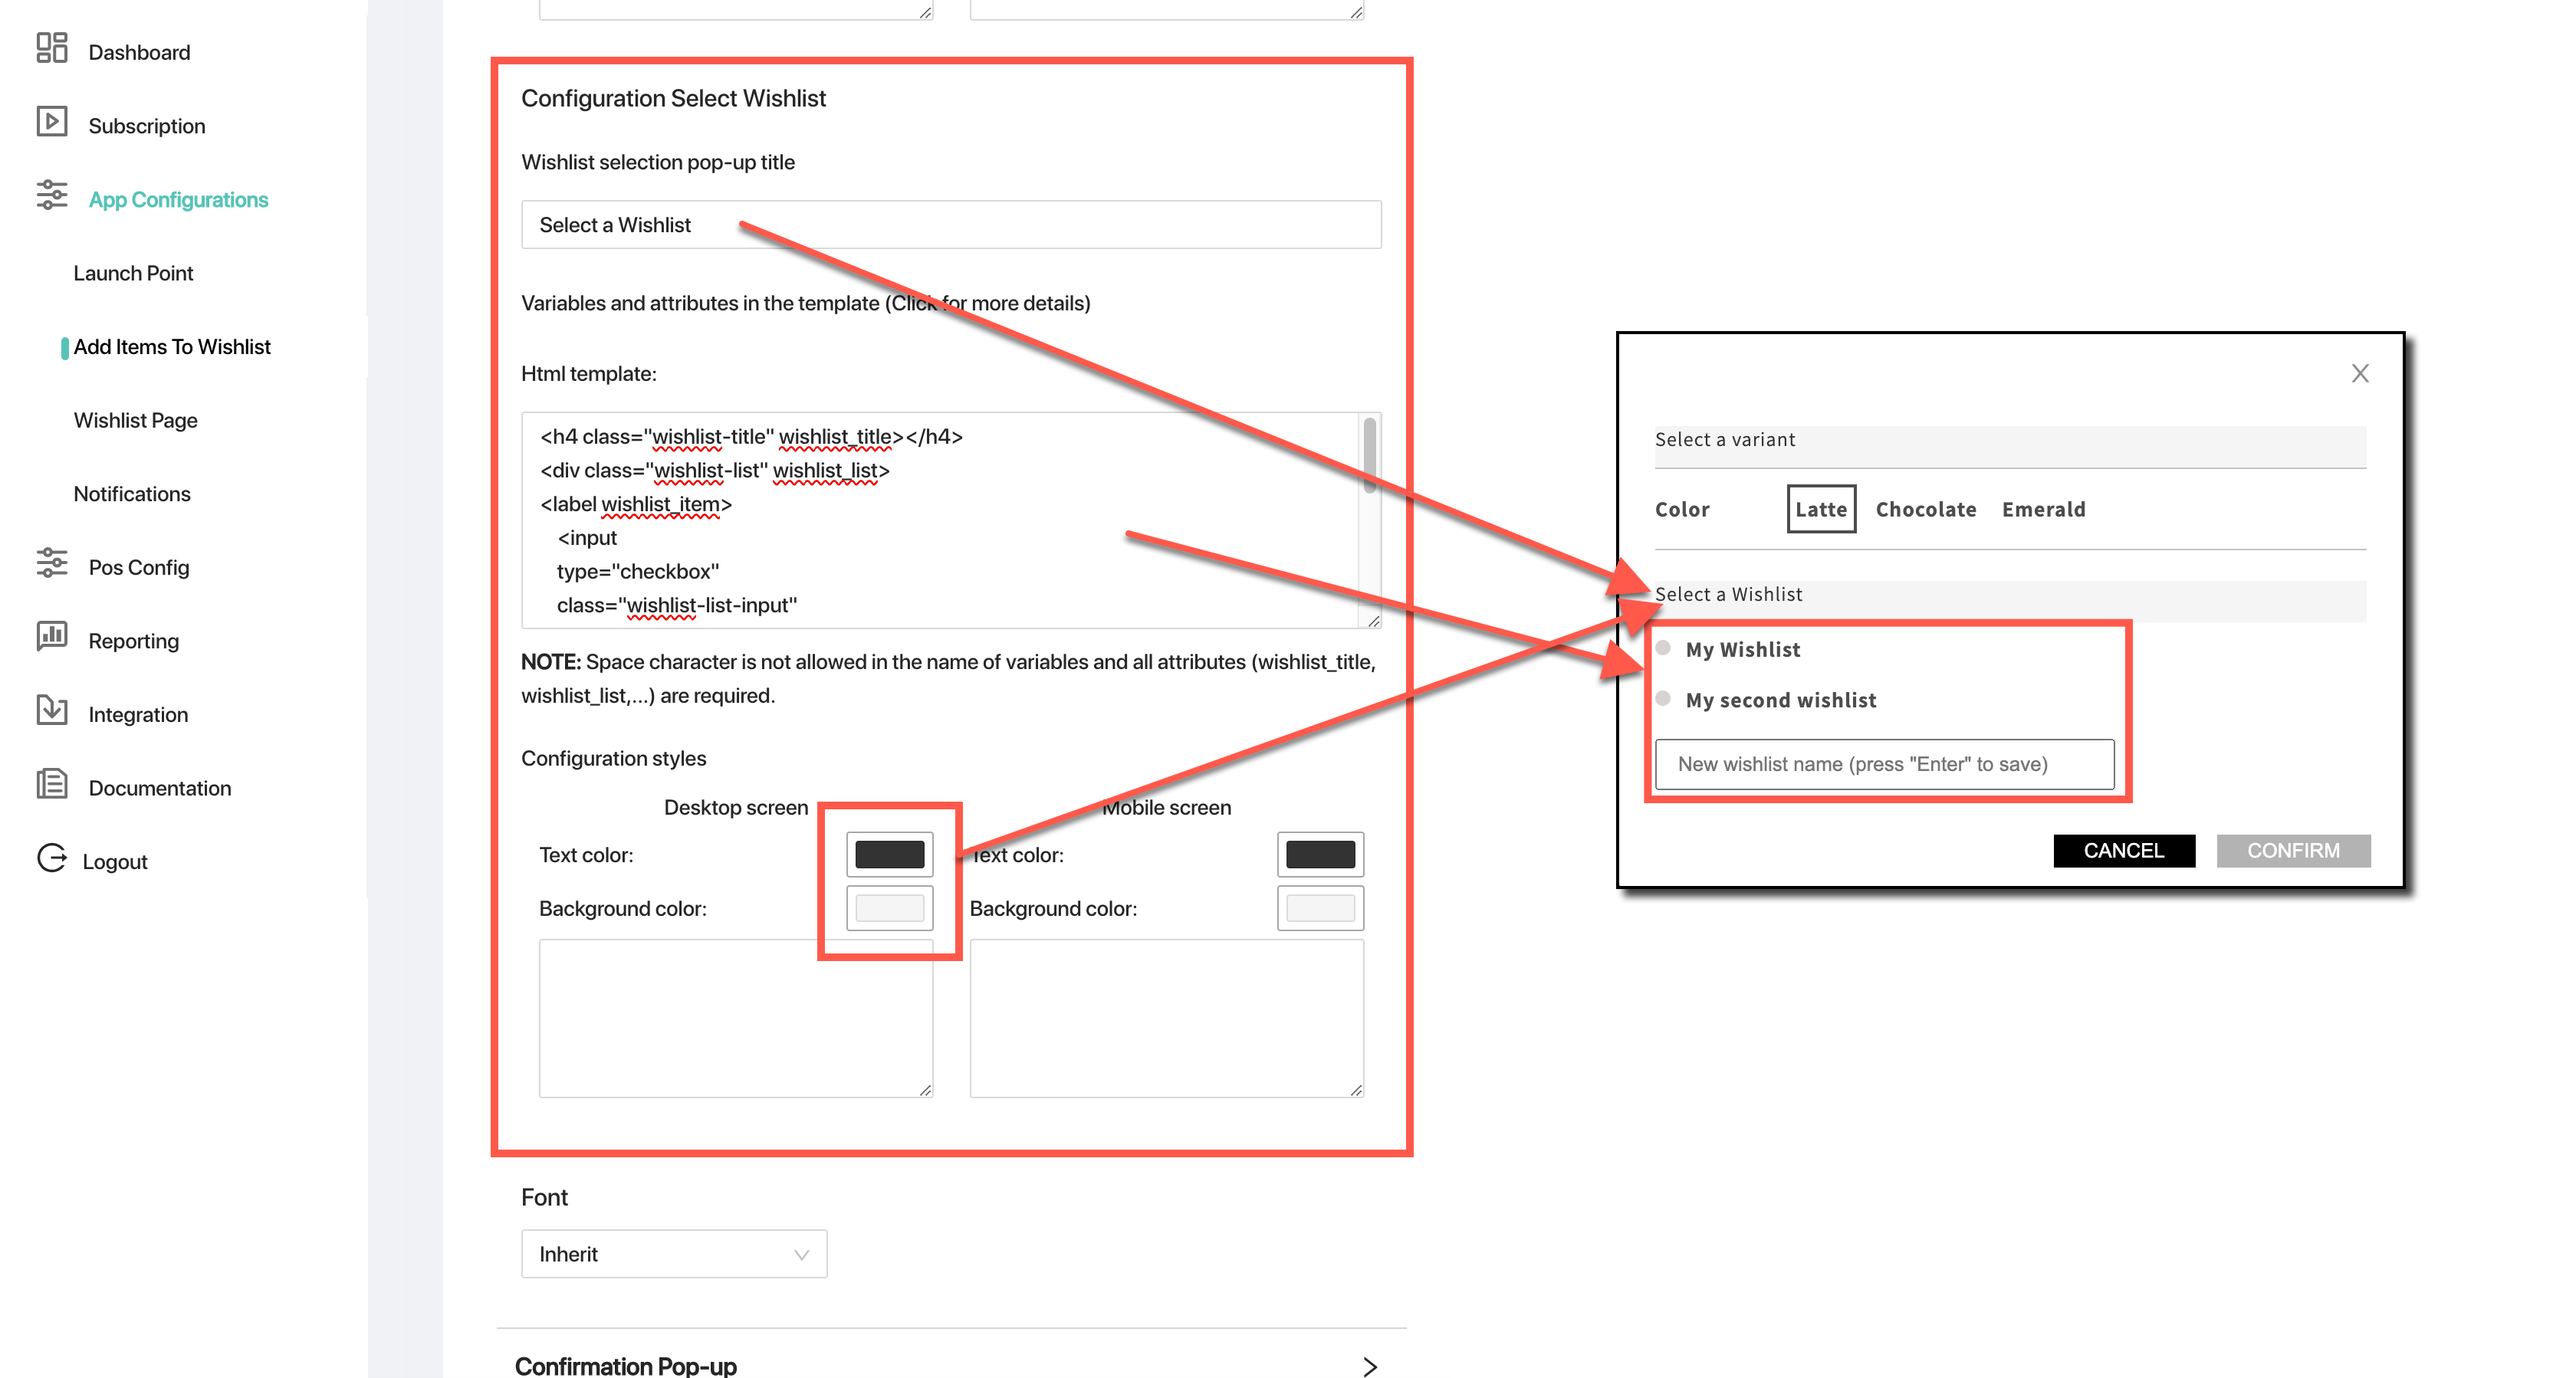 Dashboard
Subscription
App Configurations
Launch Point
Add Items To Wishlist
Wishlist Page
Notifications
Pos Config
Reporting
Integration
Documentation
Logout
Configuration Select Wishlist
Wishlist selection pop-up title
Select a Wishlist
Variables and attributes in the template (Click for more details)
Html template:
<h4 class="wishlist-title" wishlist_title></h4>
<div class="wishlist-list" wishlist_list>
<label wishlist_item>
<input
type="checkbox"
class="wishlist-list-input"
NOTE: Space character is not allowed in the name of variables and all attributes (wishlist_title,
wishlist_list,...) are required.
Configuration styles
Desktop screen
Mobile screen
Text color:
Text color:
Background color:
Background color:
Font
Inherit
Confirmation Pop-up
X
Select a variant
Color Latte Chocolate Emerald
Select a Wishlist
My Wishlist
My second wishlist
New wishlist name (press "Enter" to save)
CANCEL
CONFIRM